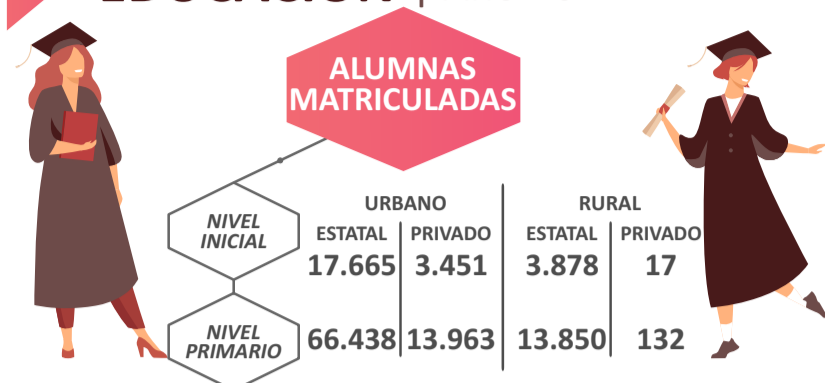 ALUMNAS
MATRICULADAS
URBANO RURAL
NIVEL
INICIAL
ESTATAL PRIVADO ESTATAL PRIVADO
17.665 3.451 3.878 17
NIVEL
PRIMARIO
66.438 13.963 13.850 132